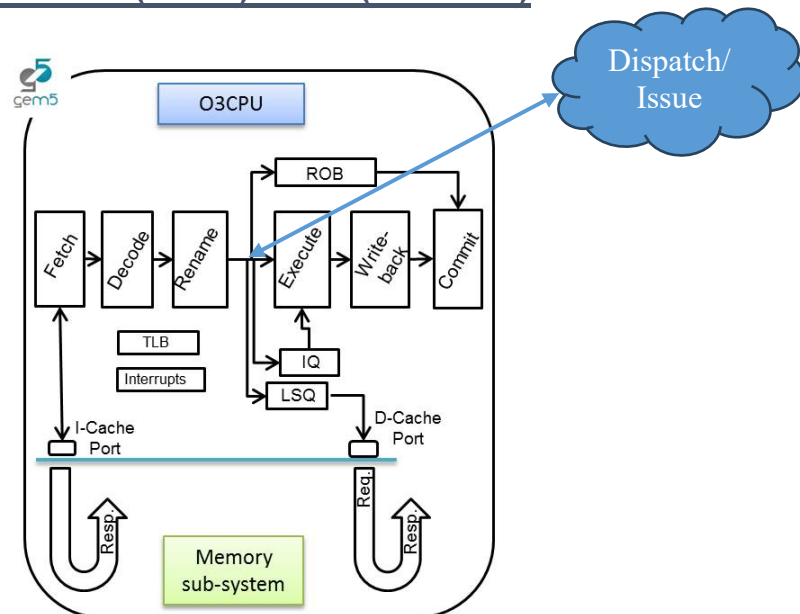 gem5
O3CPU
Dispatch/
Issue
ROB
Fetch
Decode
Rename
Execute
Write-
back
Commit
TLB
Interrupts
IQ
LSQ
I-Cache
Port
D-Cache
Port
Resp.
Req.
Resp.
Memory
sub-system